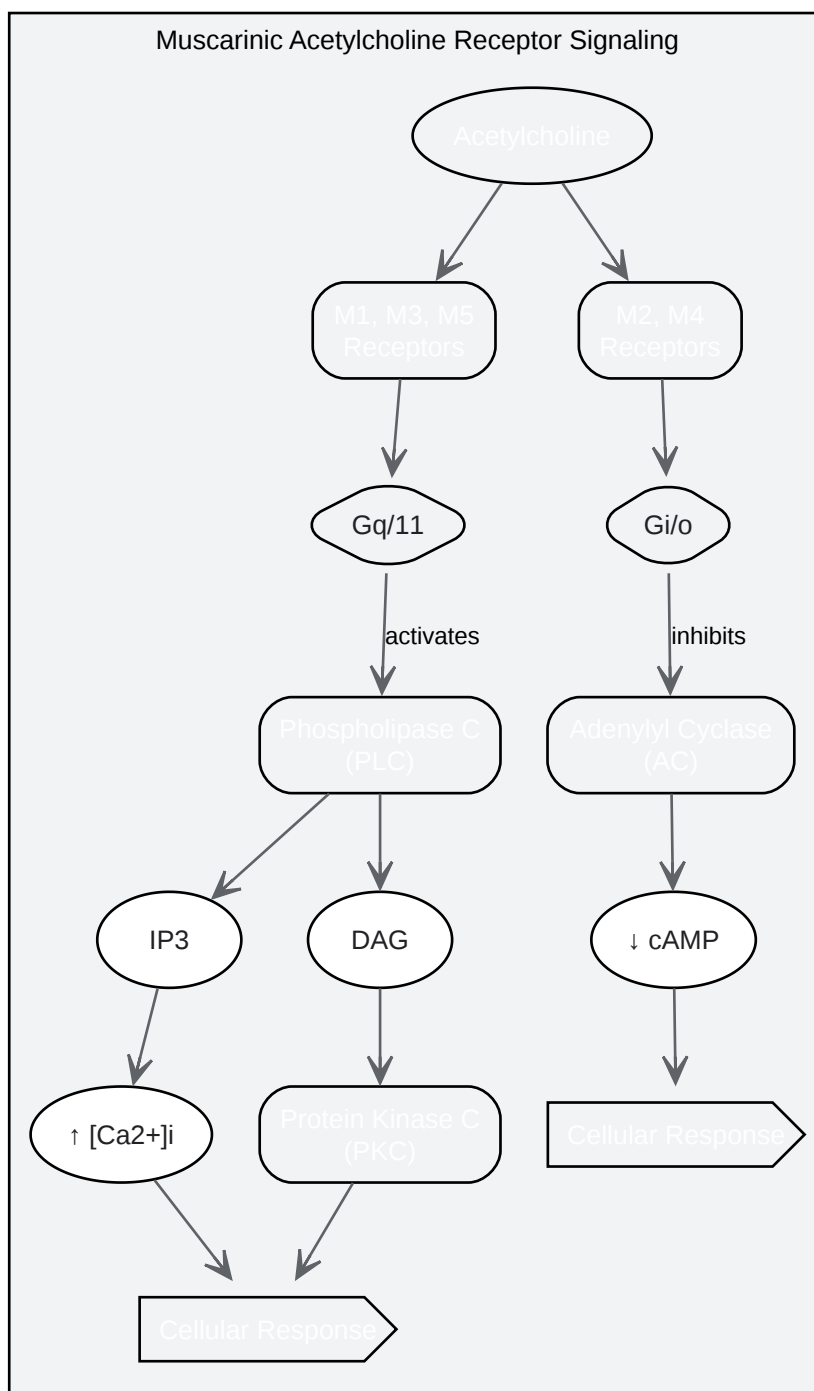 Muscarinic Acetylcholine Receptor Signaling
Acetylcholine
M1, M3, M5
Receptors
M2, M4
Receptors
Gq/11
Gi/o
activates
inhibits
Phospholipase C
(PLC)
Adenylyl Cyclase
(AC)
IP3
DAG
↓ cAMP
↑ [Ca2+]i
Protein Kinase C
(PKC)
Cellular Response
Cellular Response